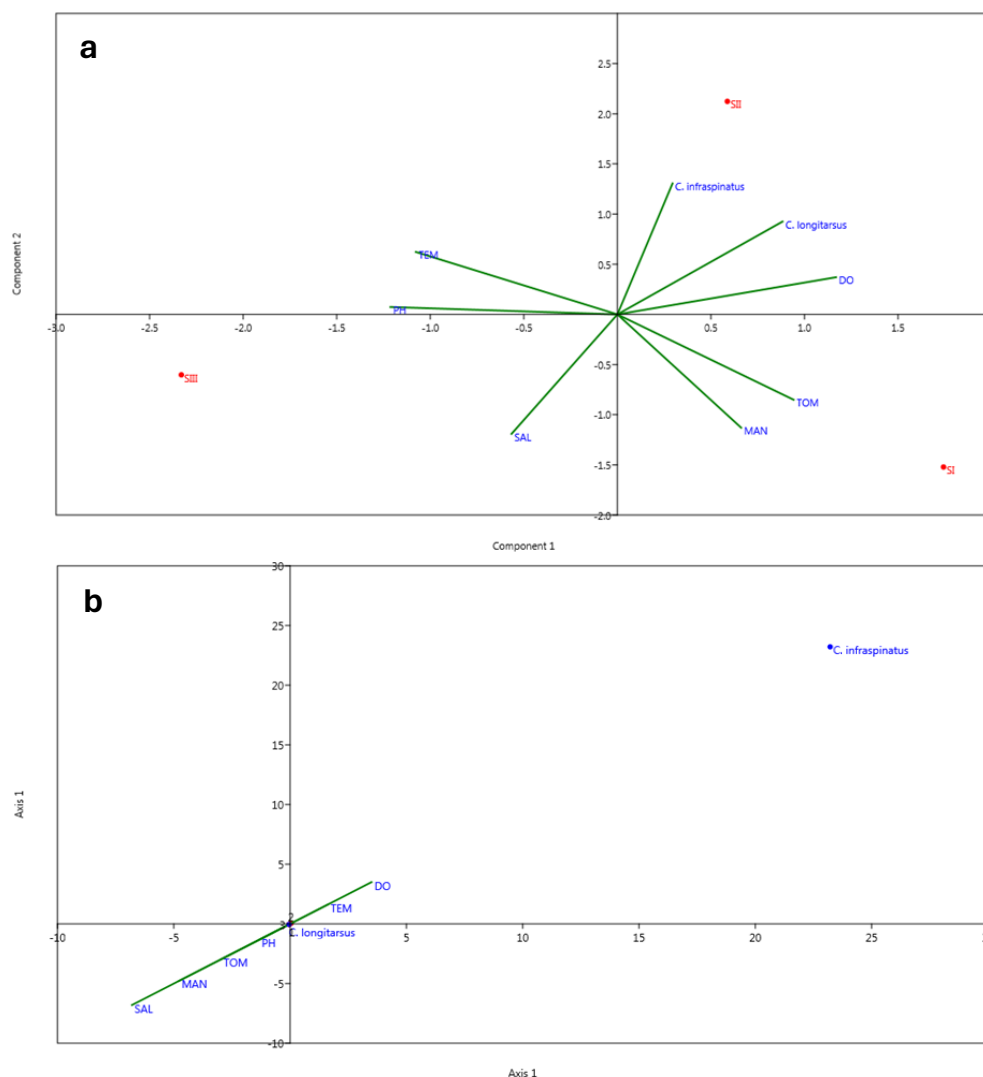 a
2.5
SII
2.0
1.5
C. infraspinatus
1.0
C. longitarsus
TEM
0.5
DO
PH
-3.0 -2.5 -2.0 -1.5 -1.0 -0.5 0.5 1.0 1.5
Component 2
SIII
-0.5
TOM
-1.0
MAN
SAL
-1.5
SI
-2.0
Component 1
b
30
25
C. infraspinatus
20
15
Axis 1
10
5
DO
TEM
-10 -5 5 10 15 20 25
C. longitarsus
PH
TOM
MAN
-5
SAL
-10
Axis 1